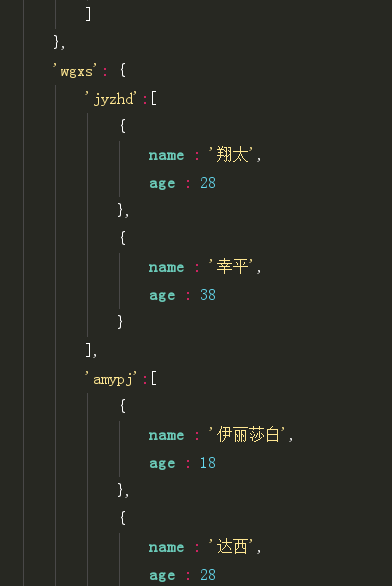 ]
},
'wgxs': {
'jyzhd':[
{
name : '翔太',
age : 28
},
{
name : '幸平',
age : 38
}
],
'amypj':[
{
name : '伊丽莎白',
age : 18
},
{
name : '达西',
age : 28